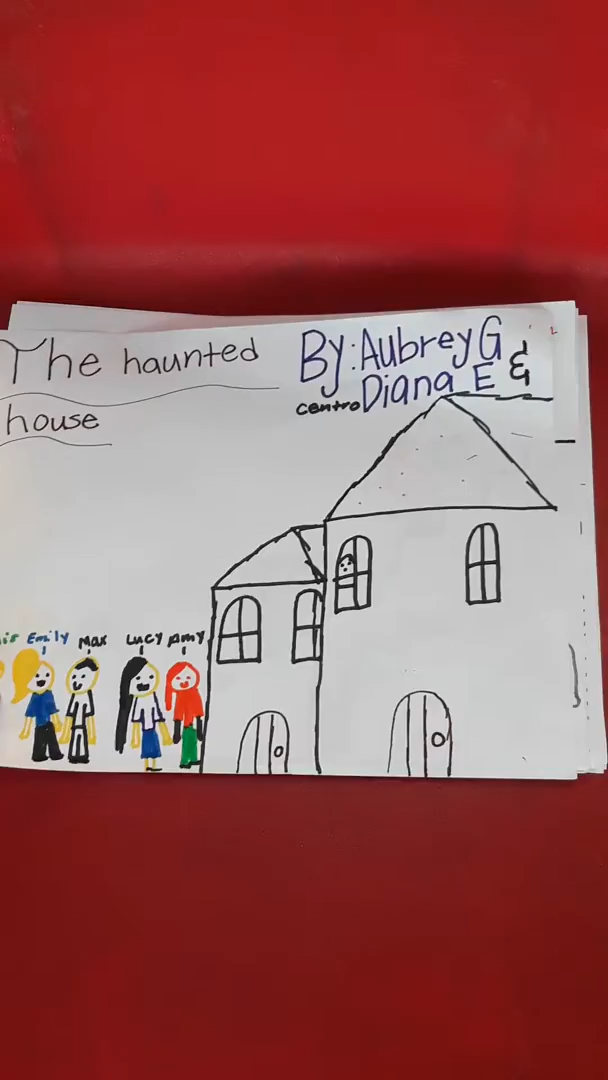 The haunted
house
By: Aubrey G
&
Diana E
centro
Emily Max Lucy Amy